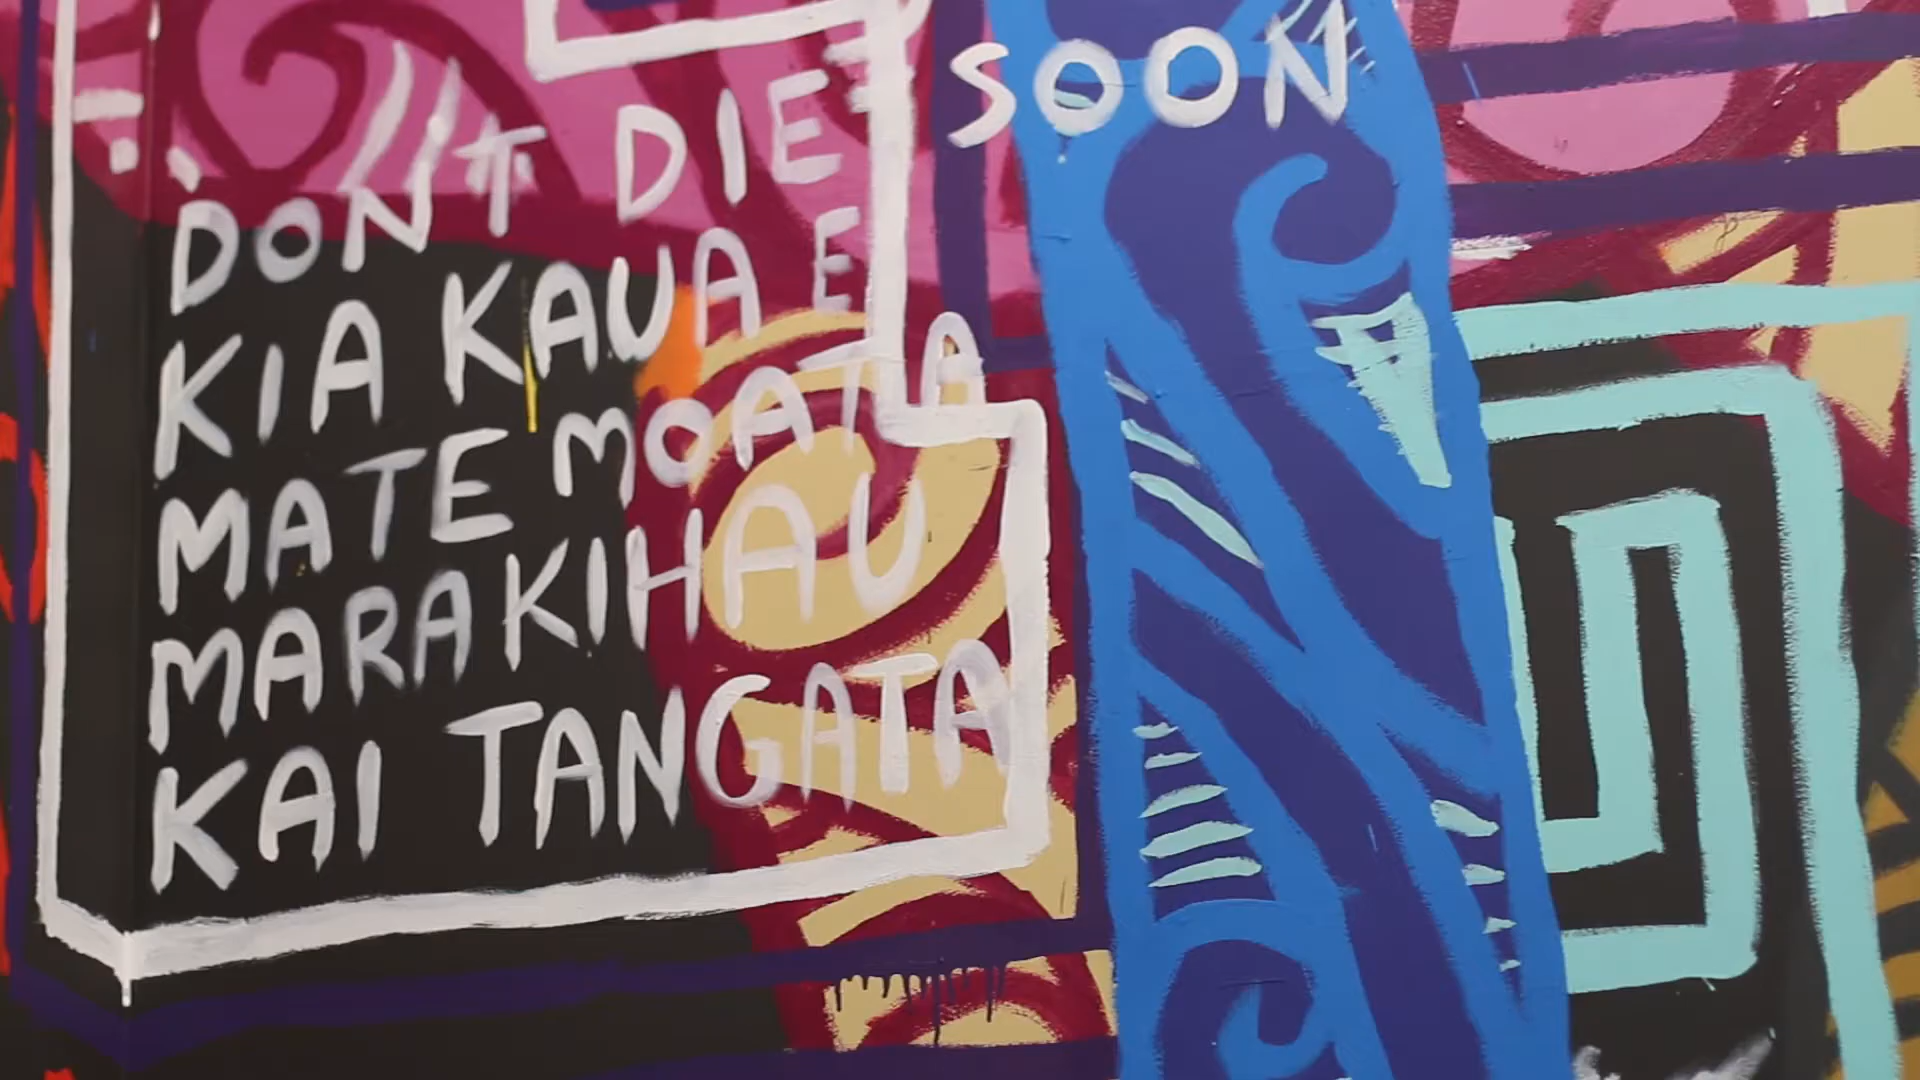 DON'T DIE SOON
KIA KAUA E
MATE MOATA
MARAKIHAU
KAI TANGATA